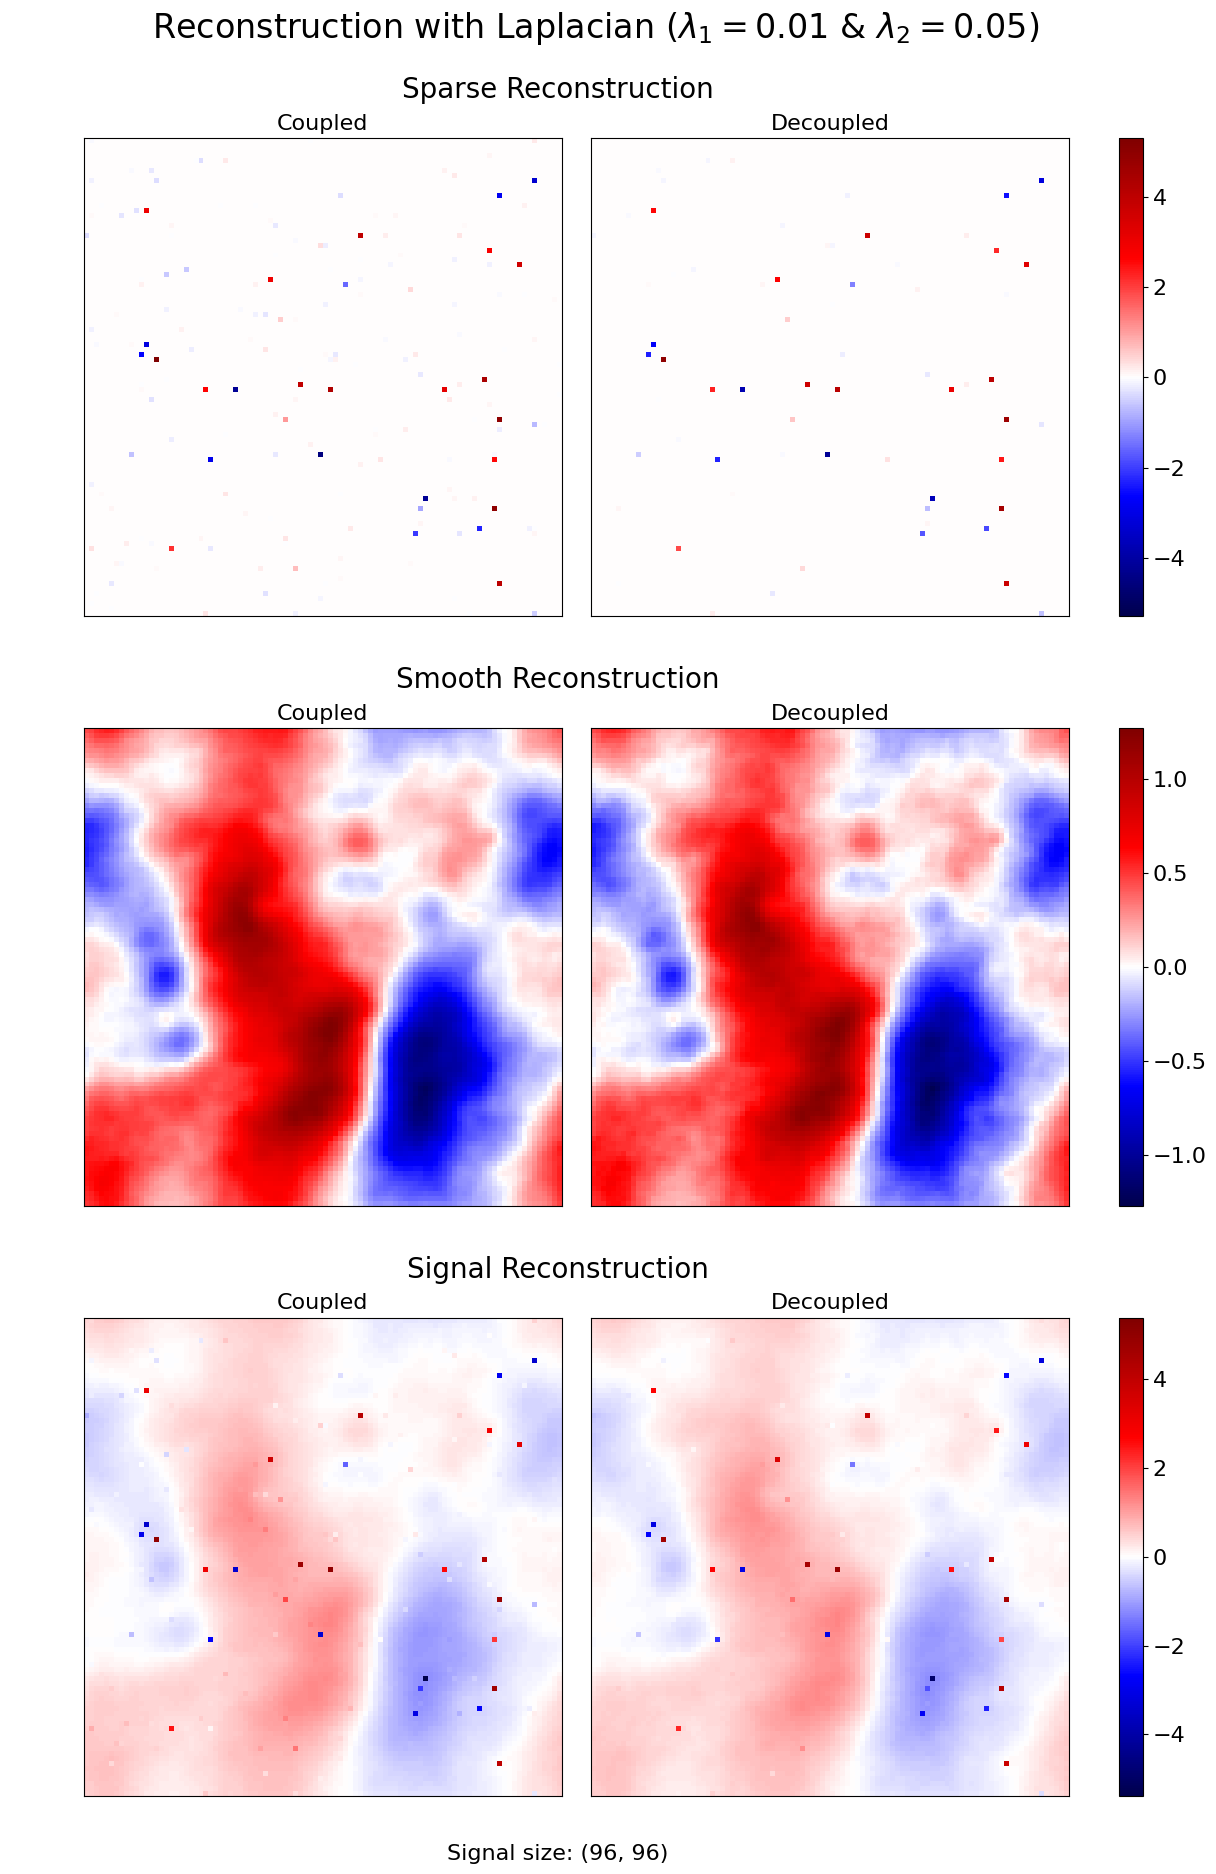 Reconstruction with Laplacian (λ₁ = 0.01 & λ₂ = 0.05)
Sparse Reconstruction
Coupled
Decoupled
4
2
0
−2
−4
Smooth Reconstruction
Coupled
Decoupled
1.0
0.5
0.0
−0.5
−1.0
Signal Reconstruction
Coupled
Decoupled
4
2
0
−2
−4
Signal size: (96, 96)